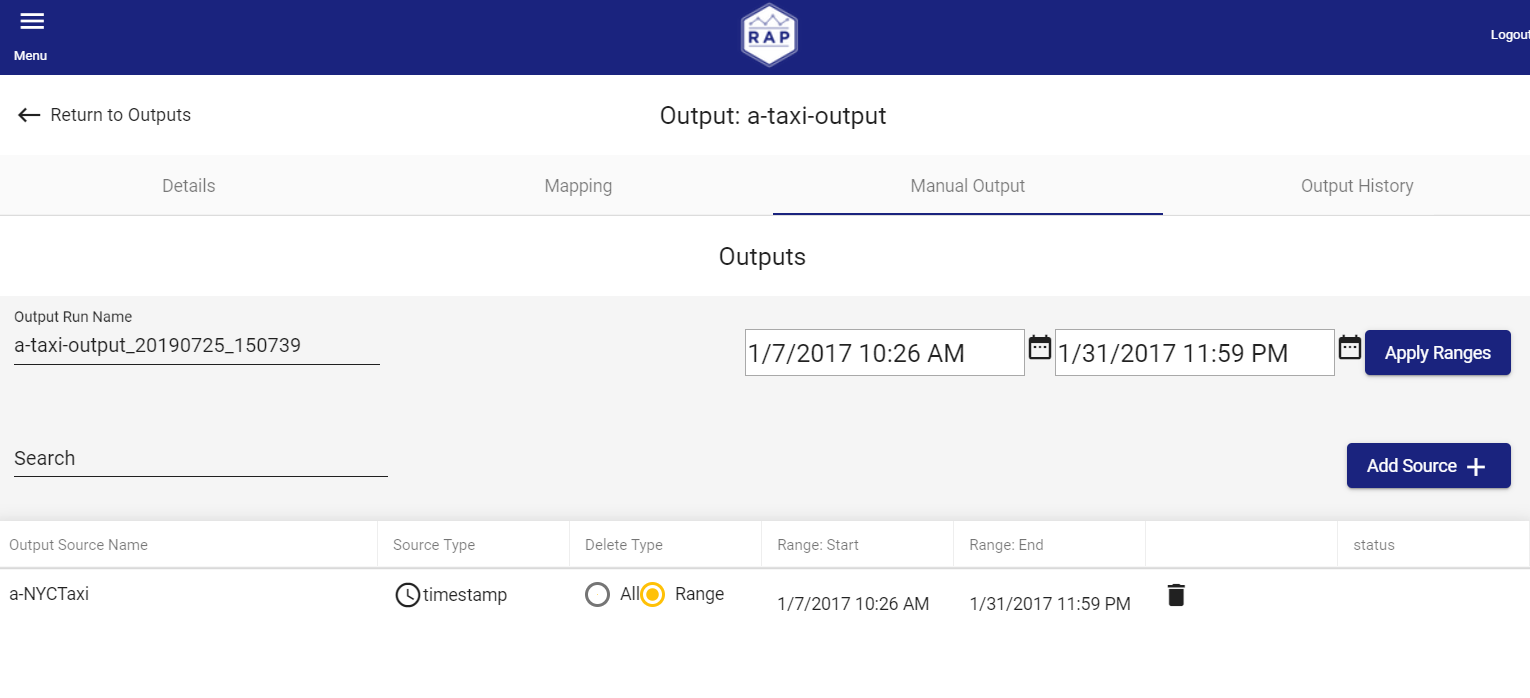 Menu
RAP
Logout
Return to Outputs
Output: a-taxi-output
Details Mapping Manual Output Output History
Outputs
Output Run Name
a-taxi-output_20190725_150739
1/7/2017 10:26 AM 1/31/2017 11:59 PM Apply Ranges
Search
Add Source
Output Source Name Source Type Delete Type Range: Start Range: End status
a-NYCTaxi timestamp All Range 1/7/2017 10:26 AM 1/31/2017 11:59 PM